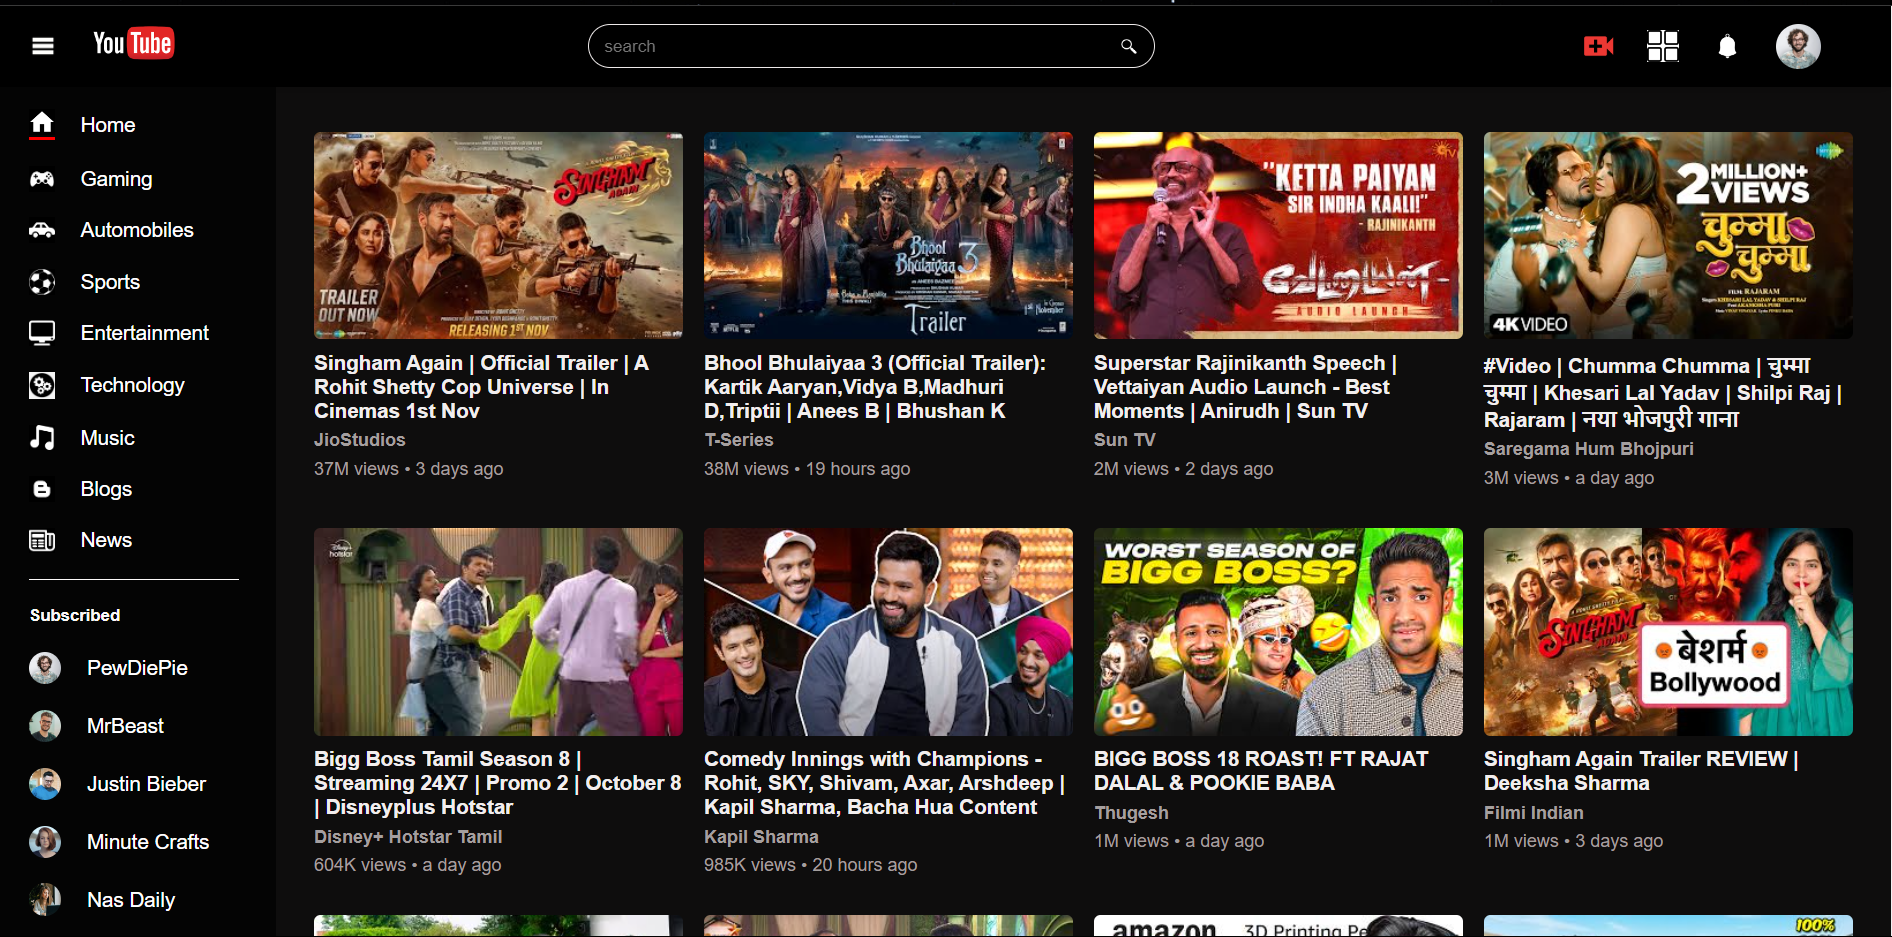 YouTube
search
Home
Gaming
Automobiles
Sports
Entertainment
Technology
Music
Blogs
News
Subscribed
PewDiePie
MrBeast
Justin Bieber
Minute Crafts
Nas Daily
SINGHAM
AGAIN
TRAILER
OUT NOW
RELEASING 1ST NOV
Singham Again | Official Trailer | A
Rohit Shetty Cop Universe | In
Cinemas 1st Nov
JioStudios
37M views • 3 days ago
Bhool
Bhulaiyaa 3
Trailer
Bhool Bhulaiyaa 3 (Official Trailer):
Kartik Aaryan,Vidya B,Madhuri
D,Triptii | Anees B | Bhushan K
T-Series
38M views • 19 hours ago
"KETTA PAIYAN
SIR INDHA KAALI!"
- RAJINIKANTH
வேட்டையன்
AUDIO LAUNCH
Superstar Rajinikanth Speech |
Vettaiyan Audio Launch - Best
Moments | Anirudh | Sun TV
Sun TV
2M views • 2 days ago
2 MILLION+
VIEWS
चुम्मा
चुम्मा
FILM: RAJARAM
4K VIDEO
#Video | Chumma Chumma | चुम्मा
चुम्मा | Khesari Lal Yadav | Shilpi Raj |
Rajaram | नया भोजपुरी गाना
Saregama Hum Bhojpuri
3M views • a day ago
hotstar
Bigg Boss Tamil Season 8 |
Streaming 24X7 | Promo 2 | October 8
| Disneyplus Hotstar
Disney+ Hotstar Tamil
604K views • a day ago
Comedy Innings with Champions -
Rohit, SKY, Shivam, Axar, Arshdeep |
Kapil Sharma, Bacha Hua Content
Kapil Sharma
985K views • 20 hours ago
WORST SEASON OF
BIGG BOSS?
BIGG BOSS 18 ROAST! FT RAJAT
DALAL & POOKIE BABA
Thugesh
1M views • a day ago
SINGHAM
AGAIN
बेशर्म
Bollywood
Singham Again Trailer REVIEW |
Deeksha Sharma
Filmi Indian
1M views • 3 days ago
amazon
3D Printing Pe
100%